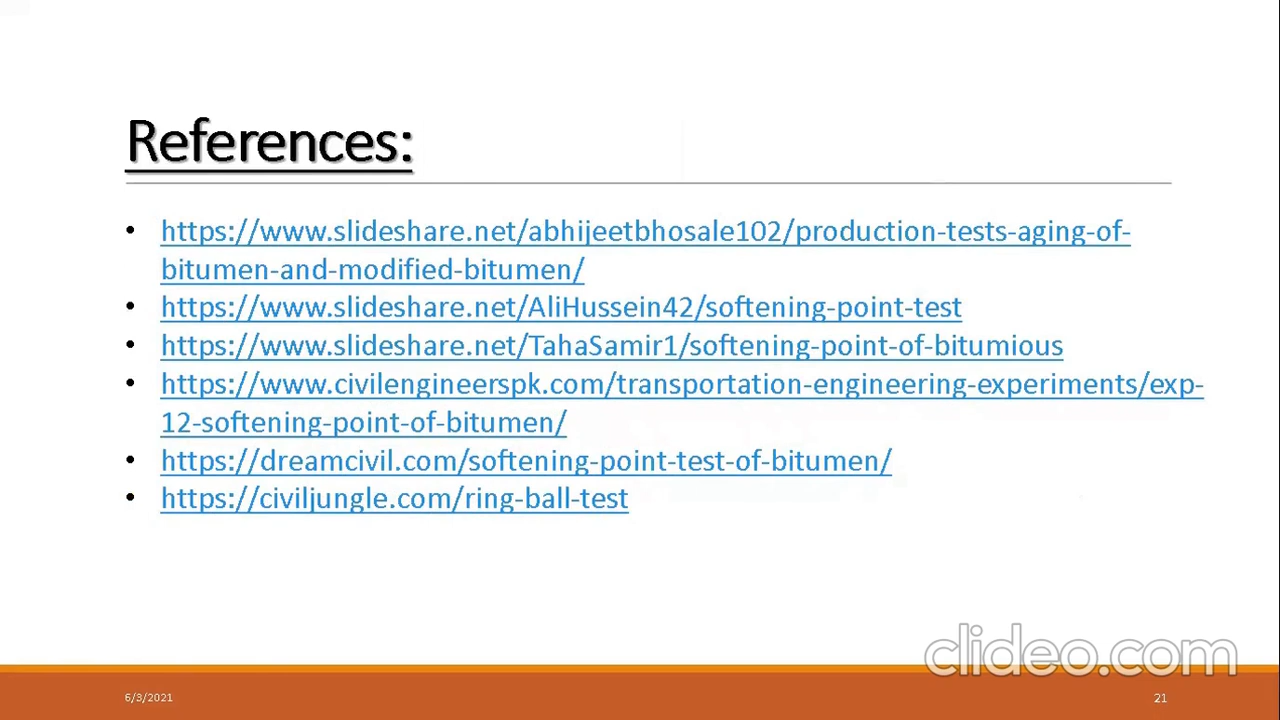 References:
• https://www.slideshare.net/abhijeetbhosale102/production-tests-aging-of-
bitumen-and-modified-bitumen/
• https://www.slideshare.net/AliHussein42/softening-point-test
• https://www.slideshare.net/TahaSamir1/softening-point-of-bitumious
• https://www.civilengineerspk.com/transportation-engineering-experiments/exp-
12-softening-point-of-bitumen/
• https://dreamcivil.com/softening-point-test-of-bitumen/
• https://civiljungle.com/ring-ball-test
clideo.com
6/3/2021
21